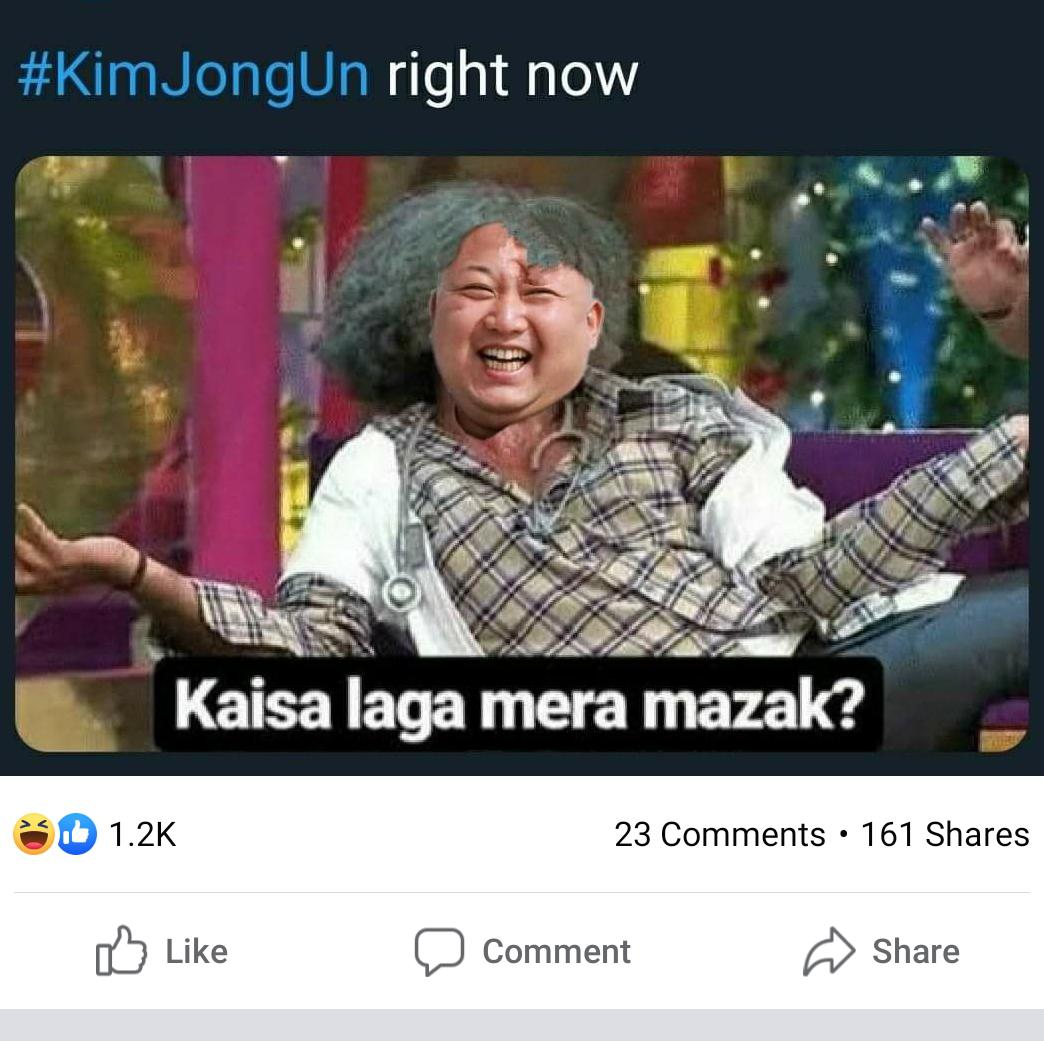 #KimJongUn right now
Kaisa laga mera mazak?
1.2K
23 Comments • 161 Shares
Like
Comment
Share